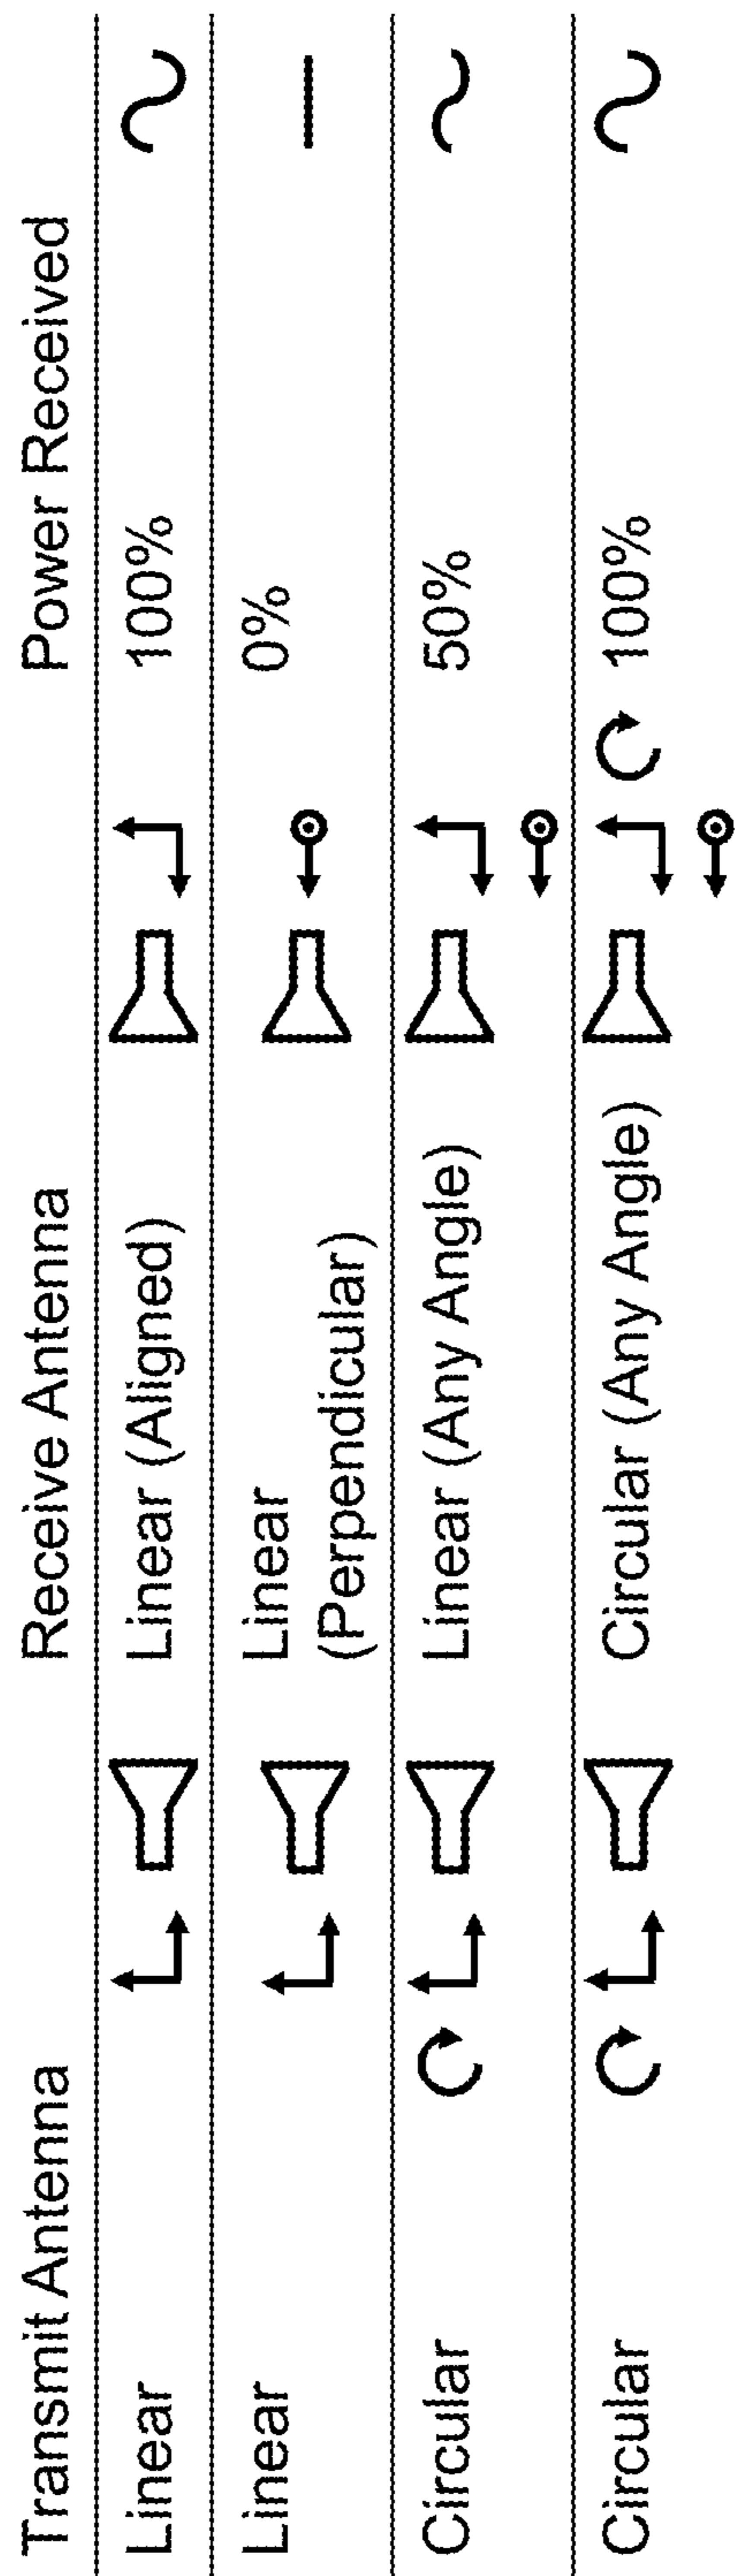 Transmit Antenna Receive Antenna Power Received
Linear Linear (Aligned) 100%
Linear Linear 0%
(Perpendicular)
Circular Linear (Any Angle) 50%
Circular Circular (Any Angle) 100%